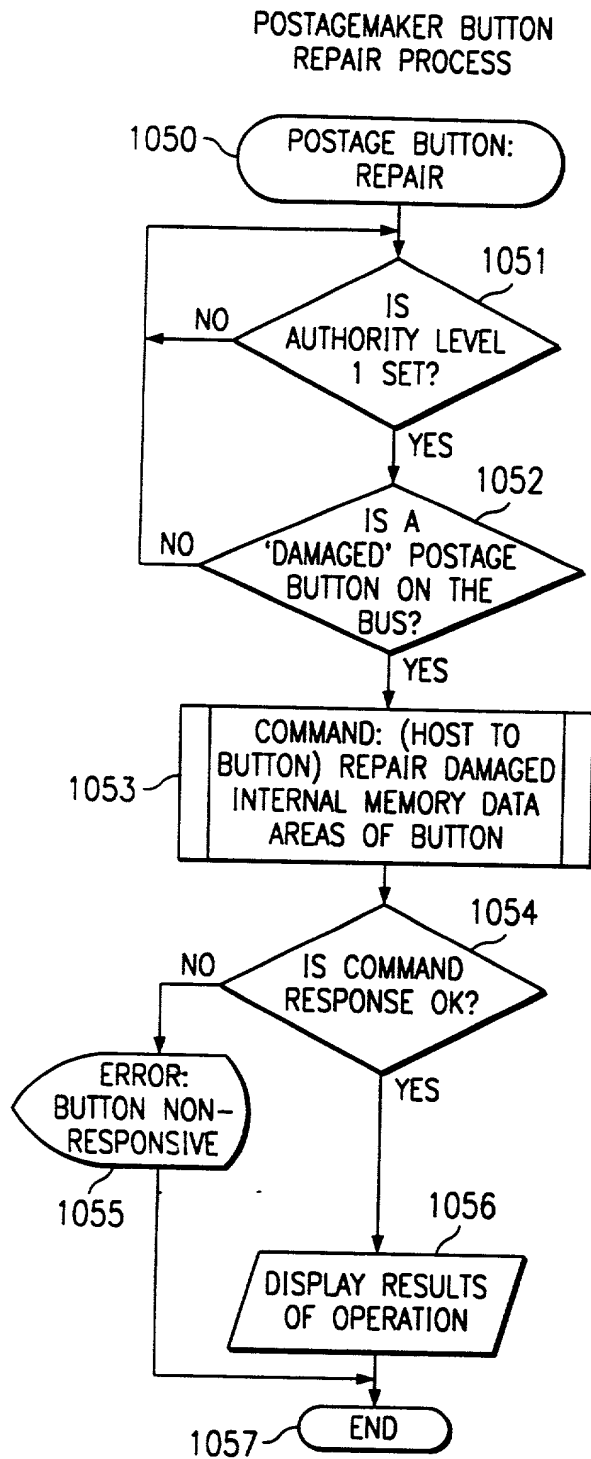 POSTAGEMAKER BUTTON
REPAIR PROCESS
1050
POSTAGE BUTTON:
REPAIR
1051
IS
AUTHORITY LEVEL
1 SET?
NO
YES
1052
IS A
'DAMAGED' POSTAGE
BUTTON ON THE
BUS?
NO
YES
1053
COMMAND: (HOST TO
BUTTON) REPAIR DAMAGED
INTERNAL MEMORY DATA
AREAS OF BUTTON
1054
IS COMMAND
RESPONSE OK?
NO
YES
ERROR:
BUTTON NON-
RESPONSIVE
1055
1056
DISPLAY RESULTS
OF OPERATION
END
1057